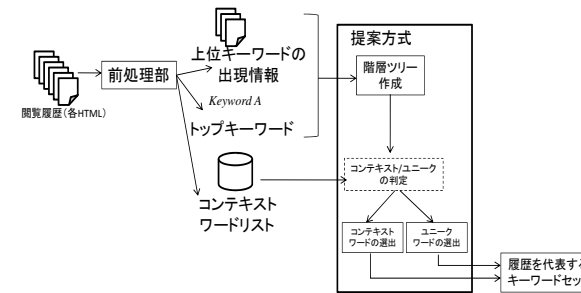 提案方式
上位キーワードの
出現情報
階層ツリー
作成
前処理部
Keyword A
閲覧履歴(各HTML)
トップキーワード
コンテキスト/ユニーク
の判定
コンテキスト
ワードリスト
コンテキスト
ワードの選出
ユニーク
ワードの選出
履歴を代表する
キーワードセッ